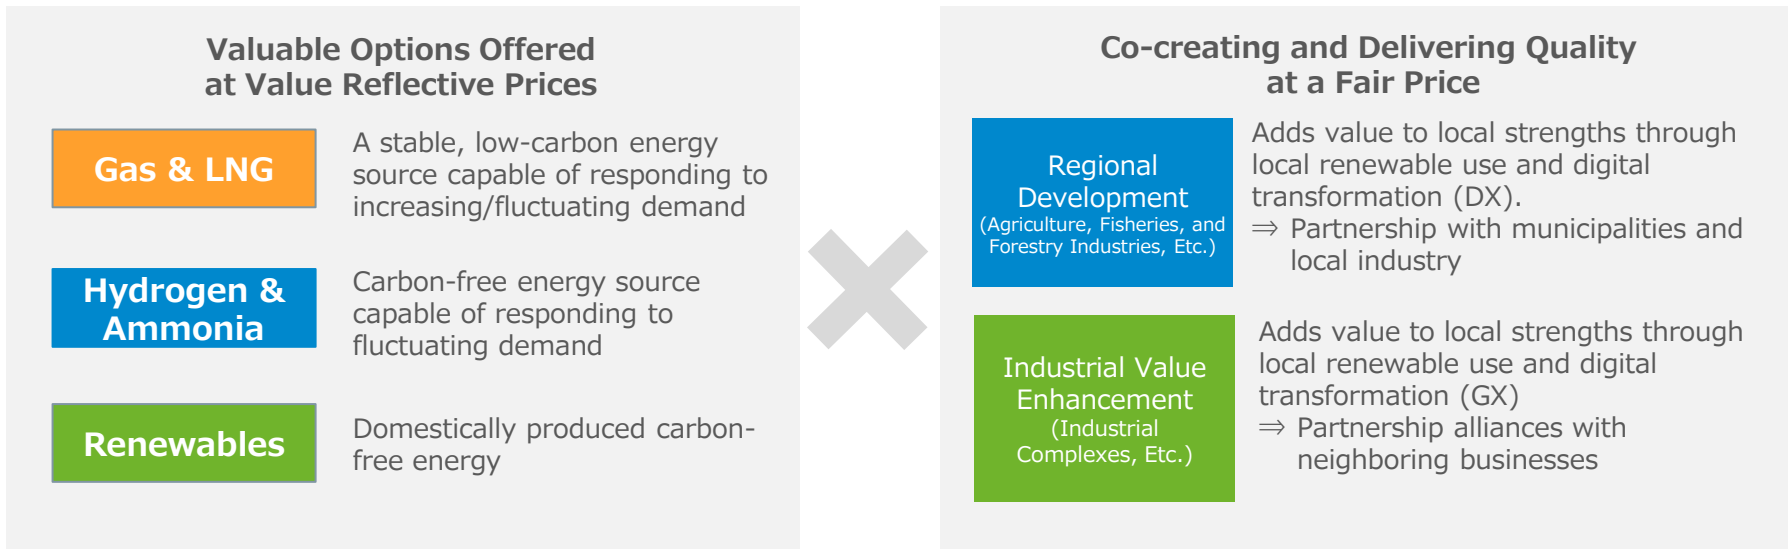 Valuable Options Offered
at Value Reflective Prices
Gas & LNG
A stable, low-carbon energy
source capable of responding to
increasing/fluctuating demand
Hydrogen &
Ammonia
Carbon-free energy source
capable of responding to
fluctuating demand
Renewables
Domestically produced carbon-
free energy
Co-creating and Delivering Quality
at a Fair Price
Regional
Development
(Agriculture, Fisheries, and
Forestry Industries, Etc.)
Adds value to local strengths through
local renewable use and digital
transformation (DX).
⇒ Partnership with municipalities and
local industry
Industrial Value
Enhancement
(Industrial
Complexes, Etc.)
Adds value to local strengths through
local renewable use and digital
transformation (GX)
⇒ Partnership alliances with
neighboring businesses